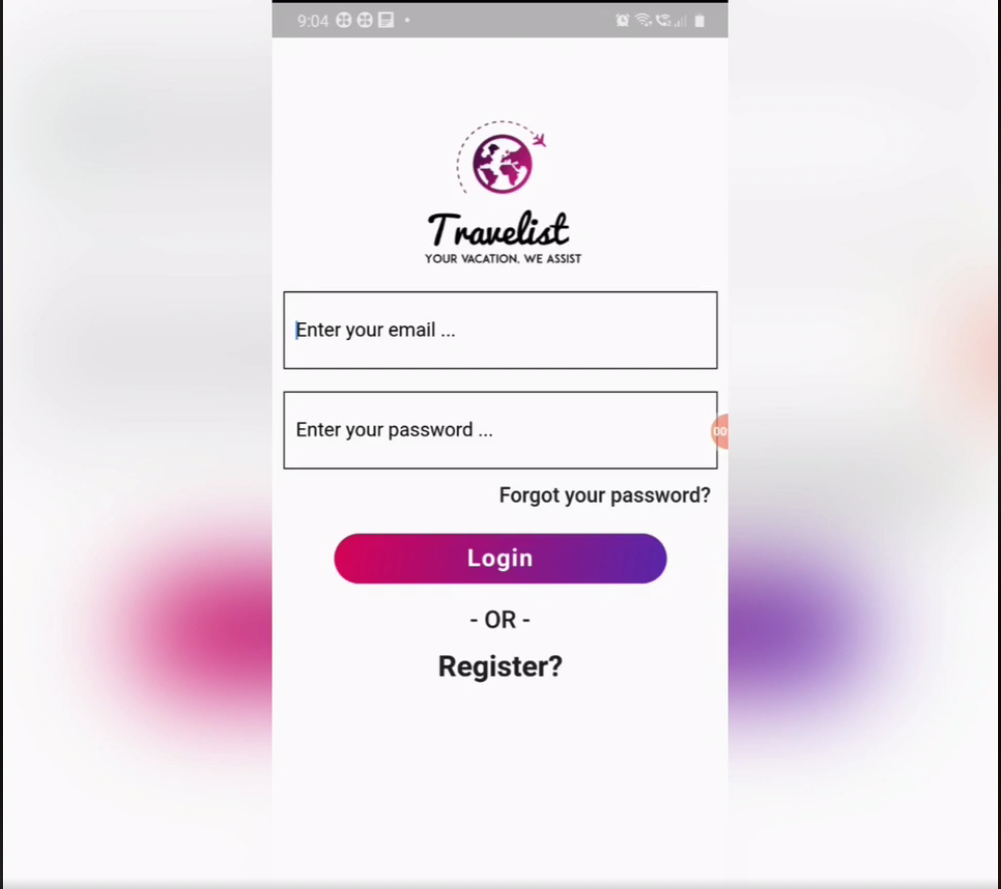 9:04
Travelist
YOUR VACATION, WE ASSIST
Enter your email ...
Enter your password ...
00
Forgot your password?
Login
- OR -
Register?